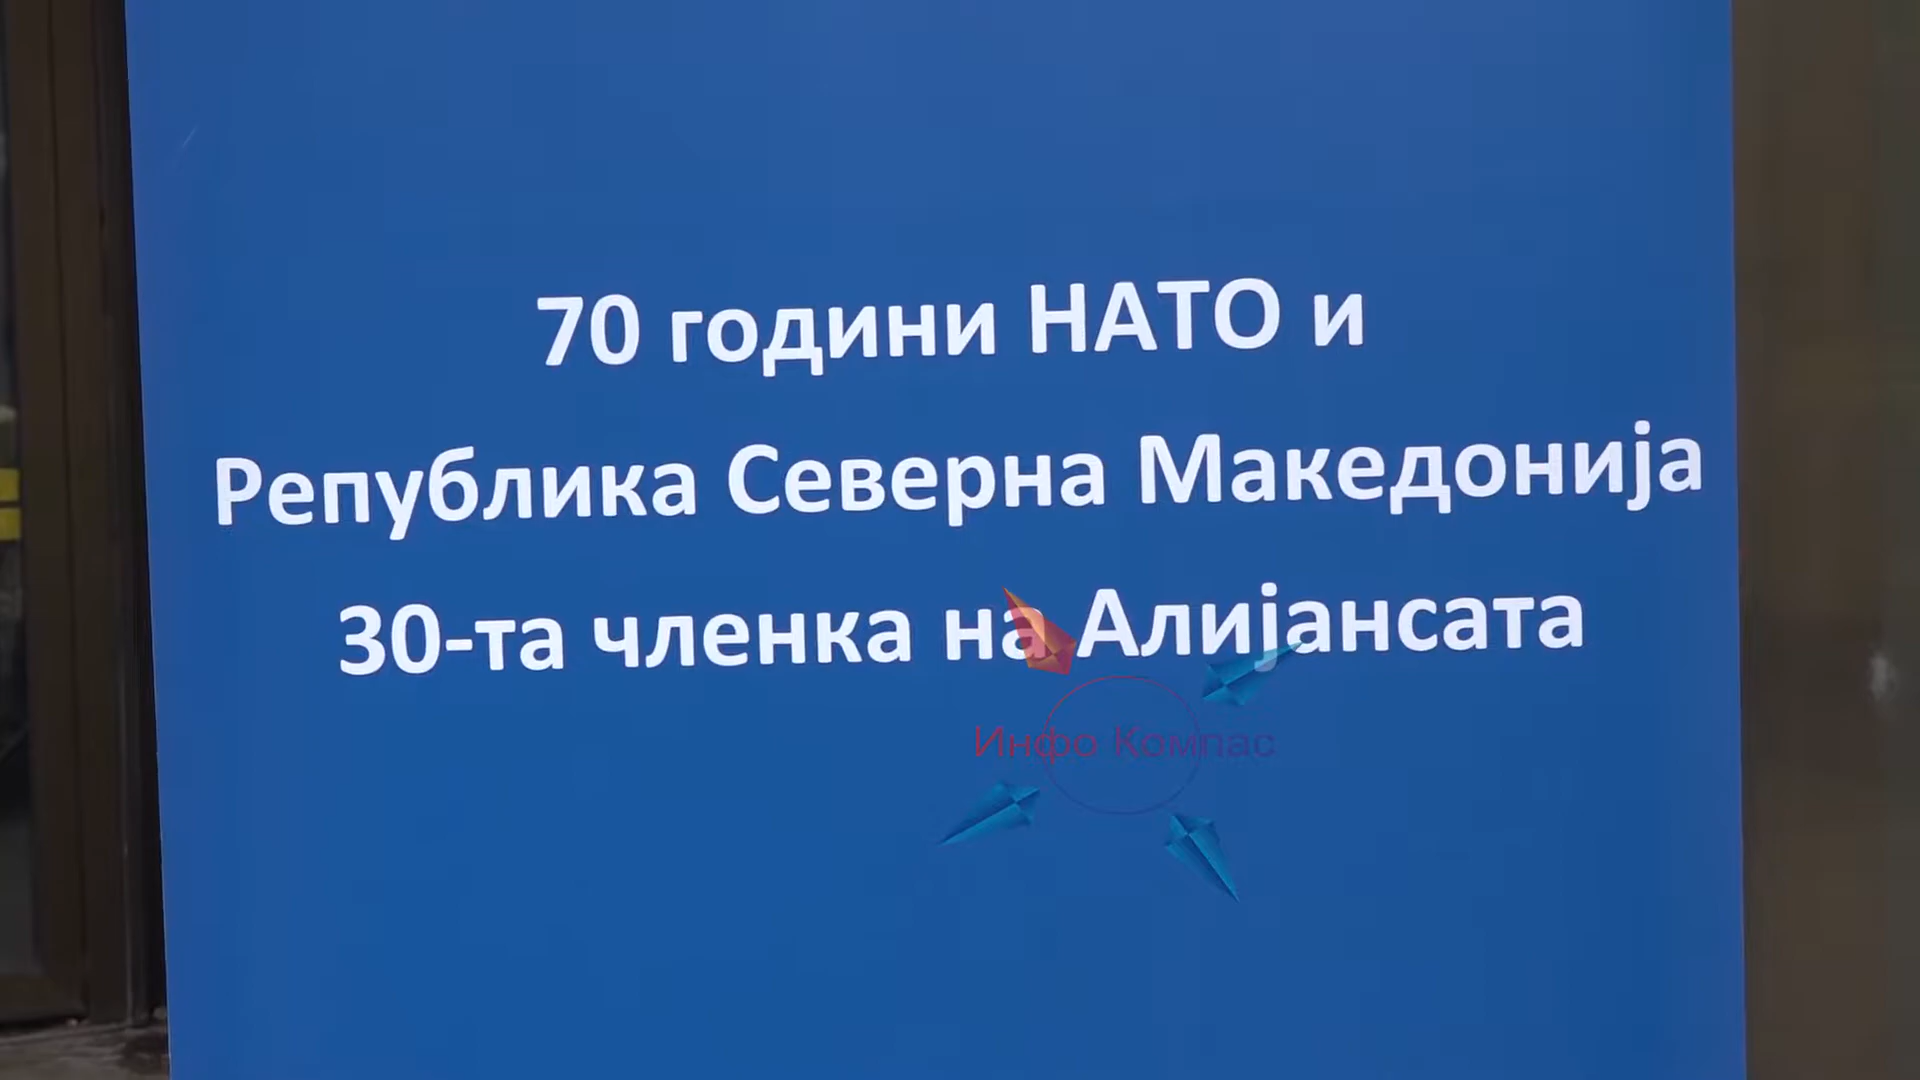 70 години НАТО и
Република Северна Македонија
30-та членка на Алијансата
Инфо Компас